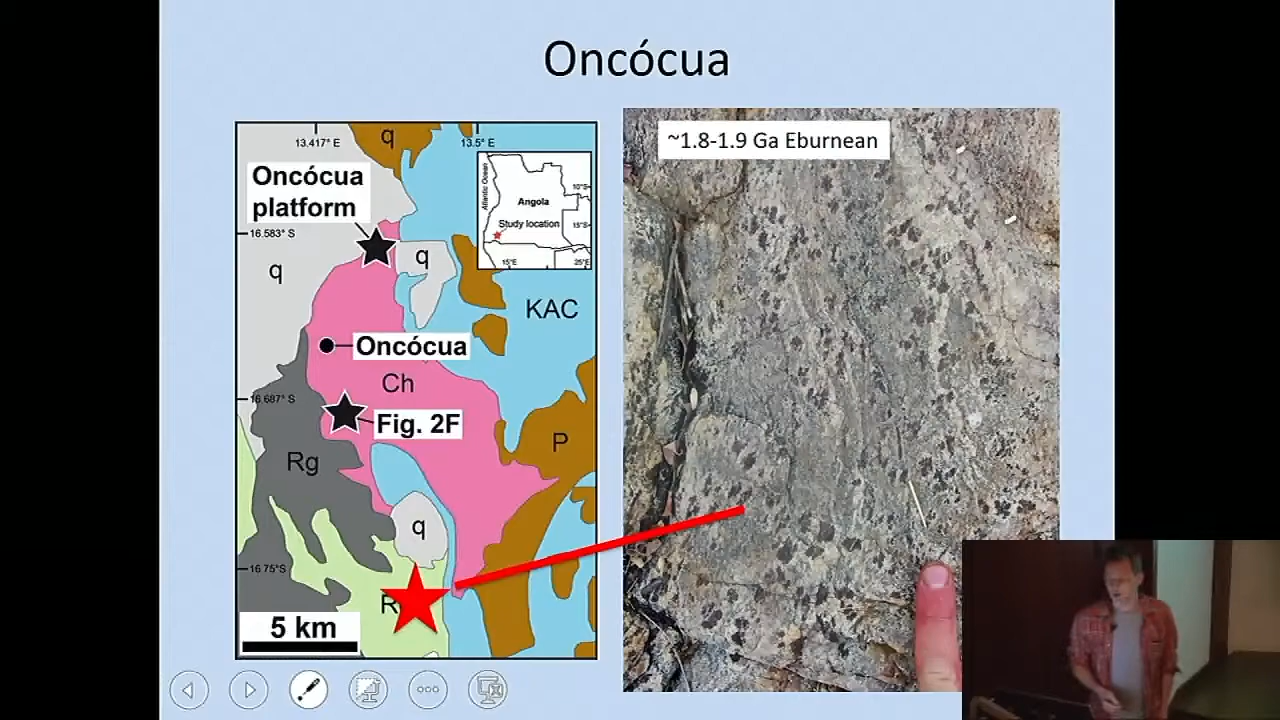 Oncócua
q
13.417° E
13.5° E
~1.8-1.9 Ga Eburnean
Oncócua
platform
Atlantic Ocean
10°S
Angola
Study location
15°S
15°E
25°E
16.583° S
q
q
KAC
Oncócua
Ch
16.687° S
Fig. 2F
P
Rg
q
16 75° S
R
5 km